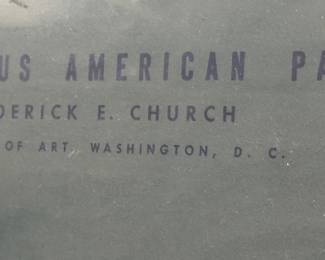 US AMERICAN PA
DERICK E. CHURCH
OF ART, WASHINGTON, D. C.